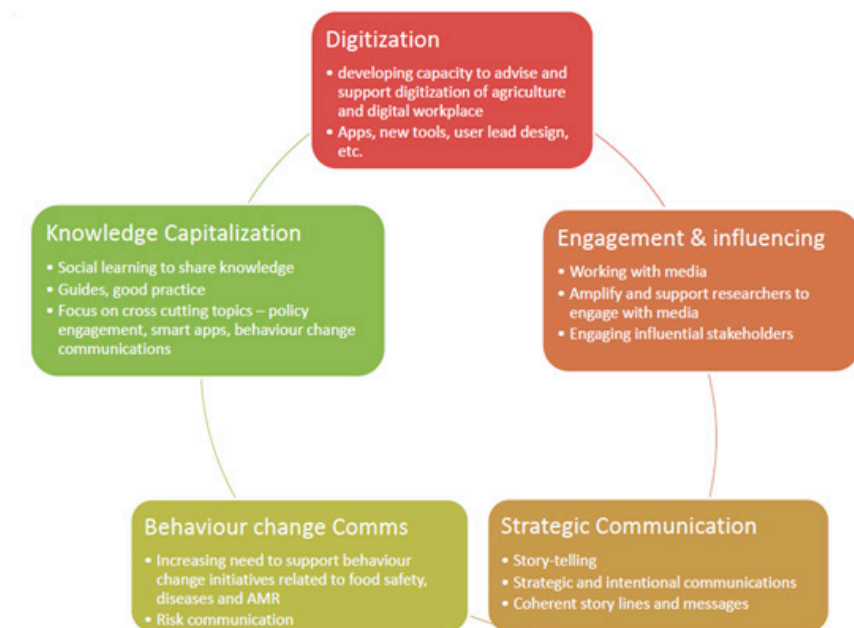 Digitization
• developing capacity to advise and
support digitization of agriculture
and digital workplace
• Apps, new tools, user lead design,
etc.
Engagement & influencing
• Working with media
• Amplify and support researchers to
engage with media
• Engaging influential stakeholders
Strategic Communication
• Story-telling
• Strategic and intentional communications
• Coherent story lines and messages
Behaviour change Comms
• Increasing need to support behaviour
change initiatives related to food safety,
diseases and AMR
• Risk communication
Knowledge Capitalization
• Social learning to share knowledge
• Guides, good practice
• Focus on cross cutting topics – policy
engagement, smart apps, behaviour change
communications